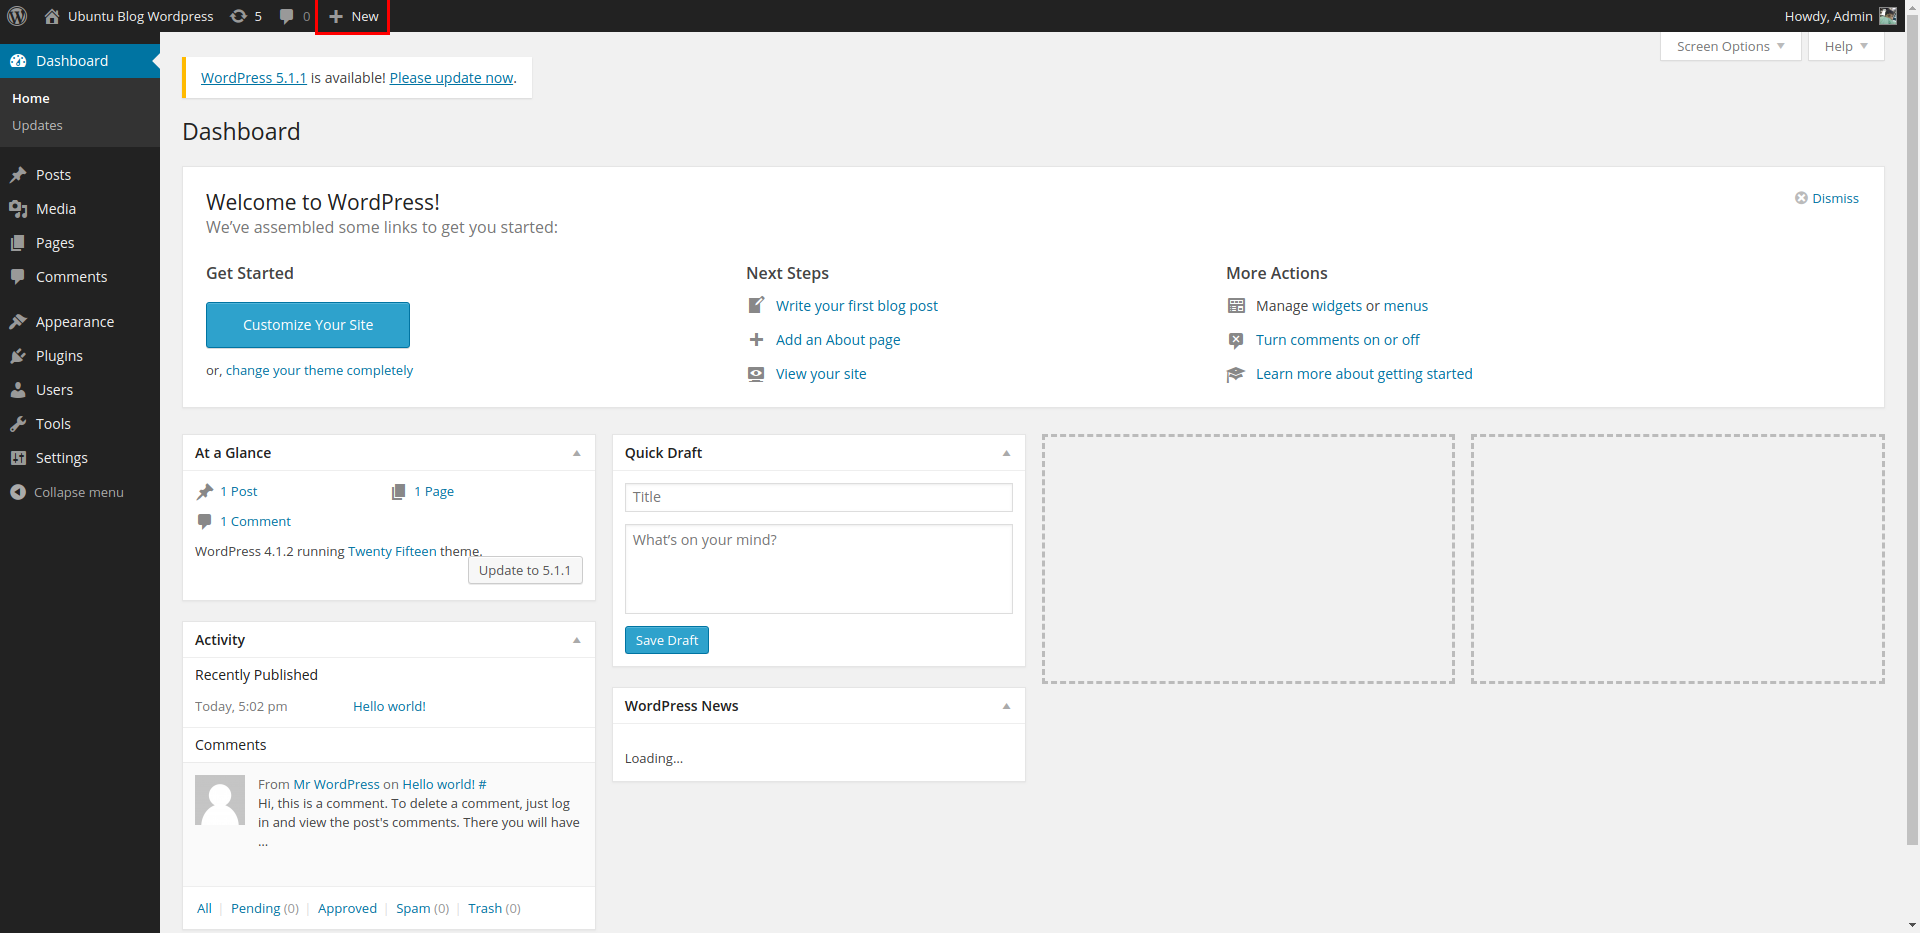 Ubuntu Blog Wordpress 5 0 New Howdy, Admin
Dashboard
Home
Updates
Posts
Media
Pages
Comments
Appearance
Plugins
Users
Tools
Settings
Collapse menu
Screen Options Help
WordPress 5.1.1 is available! Please update now.
Dashboard
Welcome to WordPress!
Dismiss
We've assembled some links to get you started:
Get Started
Customize Your Site
or, change your theme completely
Next Steps
Write your first blog post
Add an About page
View your site
More Actions
Manage widgets or menus
Turn comments on or off
Learn more about getting started
At a Glance
1 Post 1 Page
1 Comment
WordPress 4.1.2 running Twenty Fifteen theme.
Update to 5.1.1
Activity
Recently Published
Today, 5:02 pm Hello world!
Comments
From Mr WordPress on Hello world! #
Hi, this is a comment. To delete a comment, just log
in and view the post's comments. There you will have
...
All | Pending (0) | Approved | Spam (0) | Trash (0)
Quick Draft
Title
What's on your mind?
Save Draft
WordPress News
Loading...